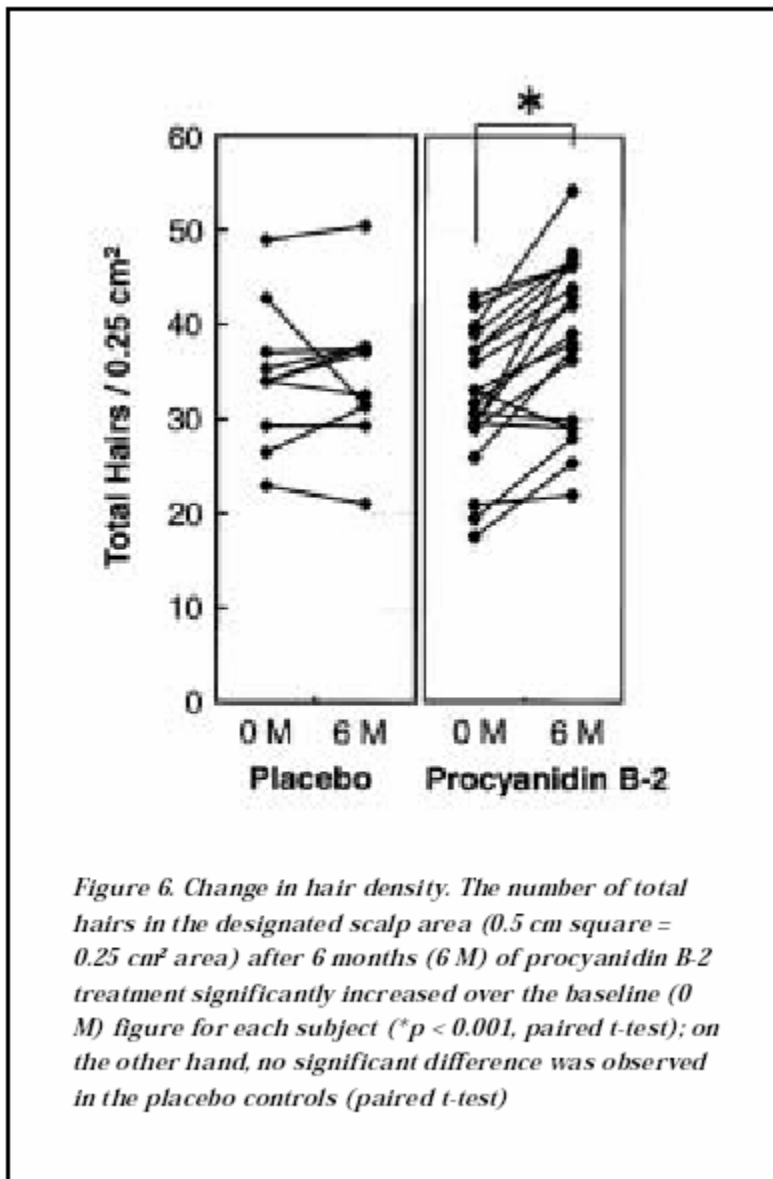 *
60
50
40
30
20
10
0
Total Hairs / 0.25 cm²
0 M 6 M 0 M 6 M
Placebo Procyanidin B-2
Figure 6. Change in hair density. The number of total
hairs in the designated scalp area (0.5 cm square =
0.25 cm² area) after 6 months (6 M) of procyanidin B-2
treatment significantly increased over the baseline (0
M) figure for each subject (*p < 0.001, paired t-test); on
the other hand, no significant difference was observed
in the placebo controls (paired t-test)